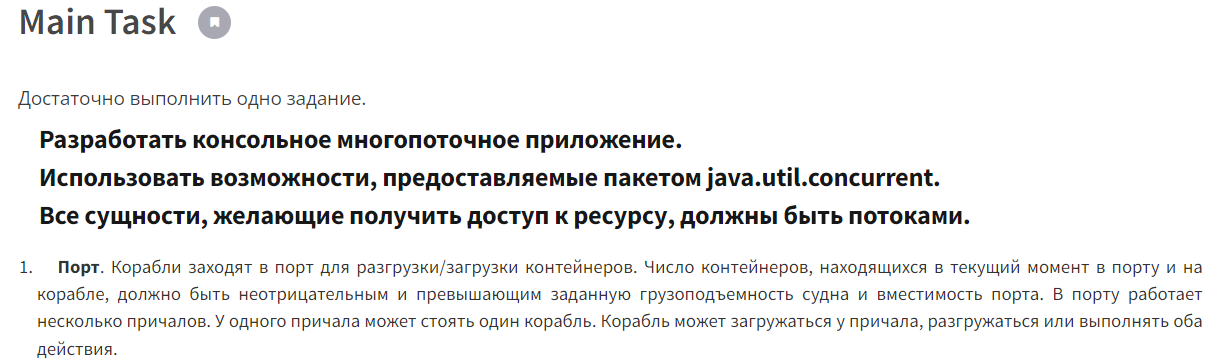 Main Task
Достаточно выполнить одно задание.
Разработать консольное многопоточное приложение.
Использовать возможности, предоставляемые пакетом java.util.concurrent.
Все сущности, желающие получить доступ к ресурсу, должны быть потоками.
1. Порт. Корабли заходят в порт для разгрузки/загрузки контейнеров. Число контейнеров, находящихся в текущий момент в порту и на
корабле, должно быть неотрицательным и превышающим заданную грузоподъемность судна и вместимость порта. В порту работает
несколько причалов. У одного причала может стоять один корабль. Корабль может загружаться у причала, разгружаться или выполнять оба
действия.